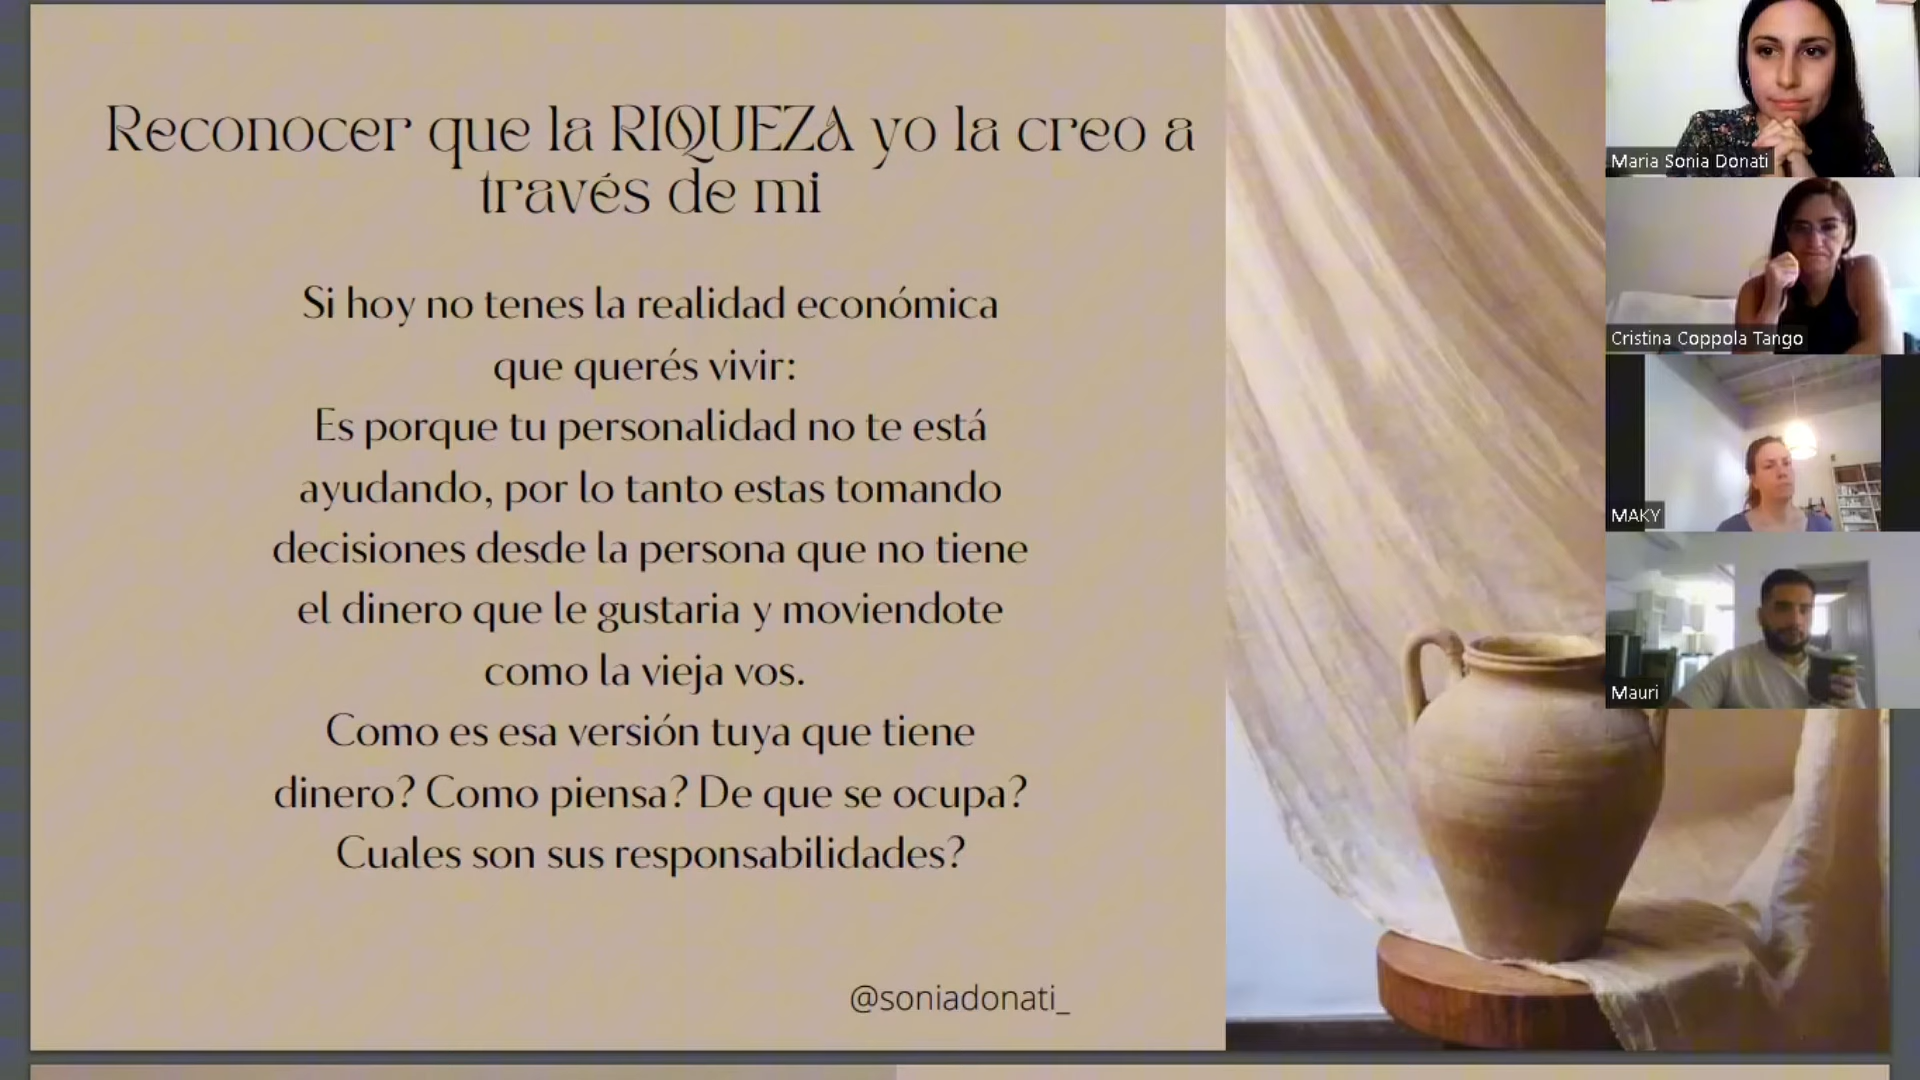 Reconocer que la RIQUEZA yo la creo a
través de mi
Si hoy no tenes la realidad económica
que querés vivir:
Es porque tu personalidad no te está
ayudando, por lo tanto estas tomando
decisiones desde la persona que no tiene
el dinero que le gustaria y moviendote
como la vieja vos.
Como es esa versión tuya que tiene
dinero? Como piensa? De que se ocupa?
Cuales son sus responsabilidades?
@soniadonati_
Maria Sonia Donati
Cristina Coppola Tango
MAKY
Mauri